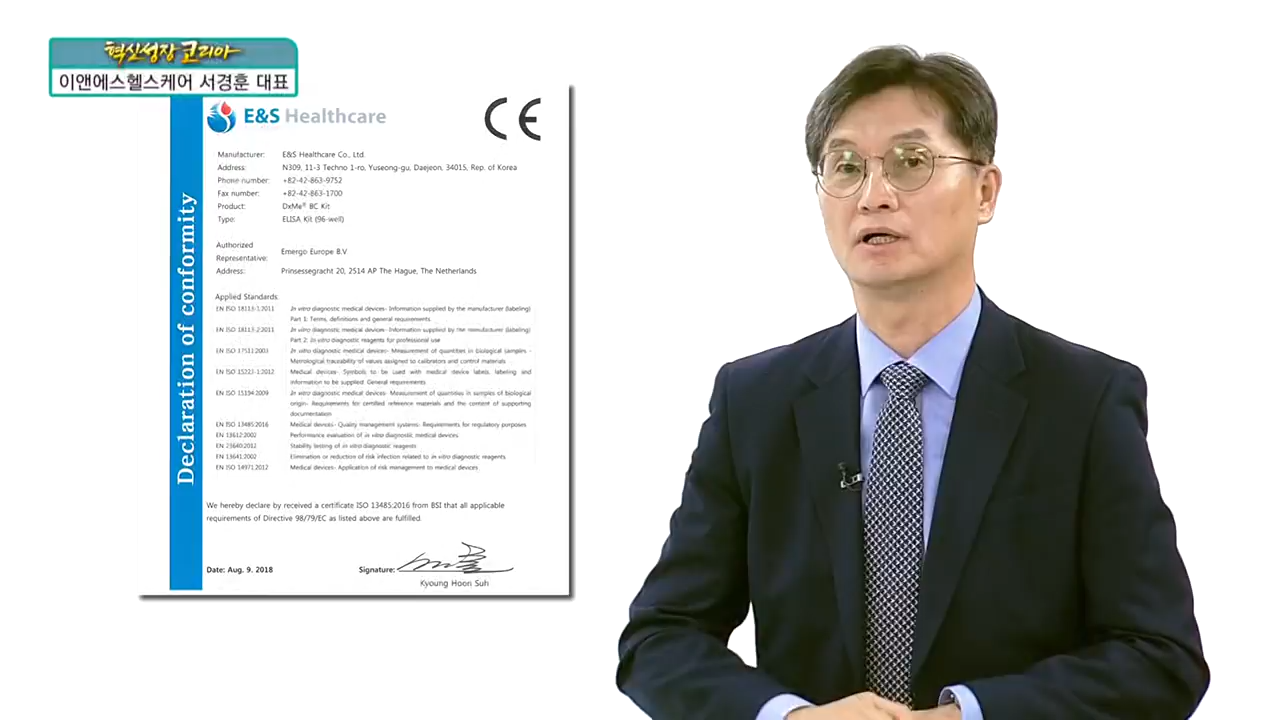 혁신성장 코리아
이앤에스헬스케어 서경훈 대표
E&S Healthcare
CE
Declaration of conformity
Manufacturer: E&S Healthcare Co., Ltd.
Address: N309, 11-3 Techno 1-ro, Yuseong-gu, Daejeon, 34015, Rep. of Korea
Phone number: +82-42-863-9752
Fax number: +82-42-863-1700
Product: DxMe® BC Kit
Type: ELISA Kit (96-well)
Authorized
Representative: Emergo Europe B.V
Address: Prinsessegracht 20, 2514 AP The Hague, The Netherlands
Applied Standards
EN ISO 18113-1:2011 In vitro diagnostic medical devices- Information supplied by the manufacturer (labeling)
Part 1: Terms, definitions and general requirements
EN ISO 18113-2:2011 In vitro diagnostic medical devices- Information supplied by the manufacturer (labeling)
Part 2: In vitro diagnostic reagents for professional use
EN ISO 17511:2003 In vitro diagnostic medical devices- Measurement of quantities in biological samples -
Metrological traceability of values assigned to calibrators and control materials
EN ISO 15223-1:2012 Medical devices- Symbols to be used with medical device labels, labeling and
information to be supplied: General requirements
EN ISO 15194:2009 In vitro diagnostic medical devices- Measurement of quantities in samples of biological
origin- Requirements for certified reference materials and the content of supporting
documentation
EN ISO 13485:2016 Medical devices- Quality management systems- Requirements for regulatory purposes
EN 13612:2002 Performance evaluation of in vitro diagnostic medical devices
EN 23640:2012 Stability testing of in vitro diagnostic reagents
EN 13641:2002 Elimination or reduction of risk infection related to in vitro diagnostic reagents
EN ISO 14971:2012 Medical devices- Application of risk management to medical devices
We hereby declare by received a certificate ISO 13485:2016 from BSI that all applicable
requirements of Directive 98/79/EC as listed above are fulfilled.
Date: Aug. 9. 2018 Signature:
Kyoung Hoon Suh